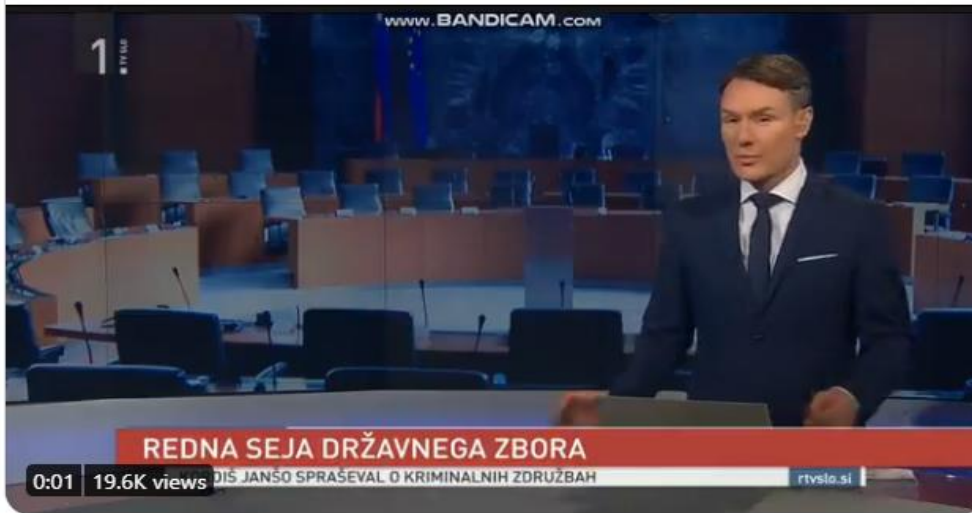 www.BANDICAM.com
1
TV SLO
REDNA SEJA DRŽAVNEGA ZBORA
JANŠO SPRAŠEVAL O KRIMINALNIH ZDRUŽBAH
rtvslo.si
0:01 19.6K views